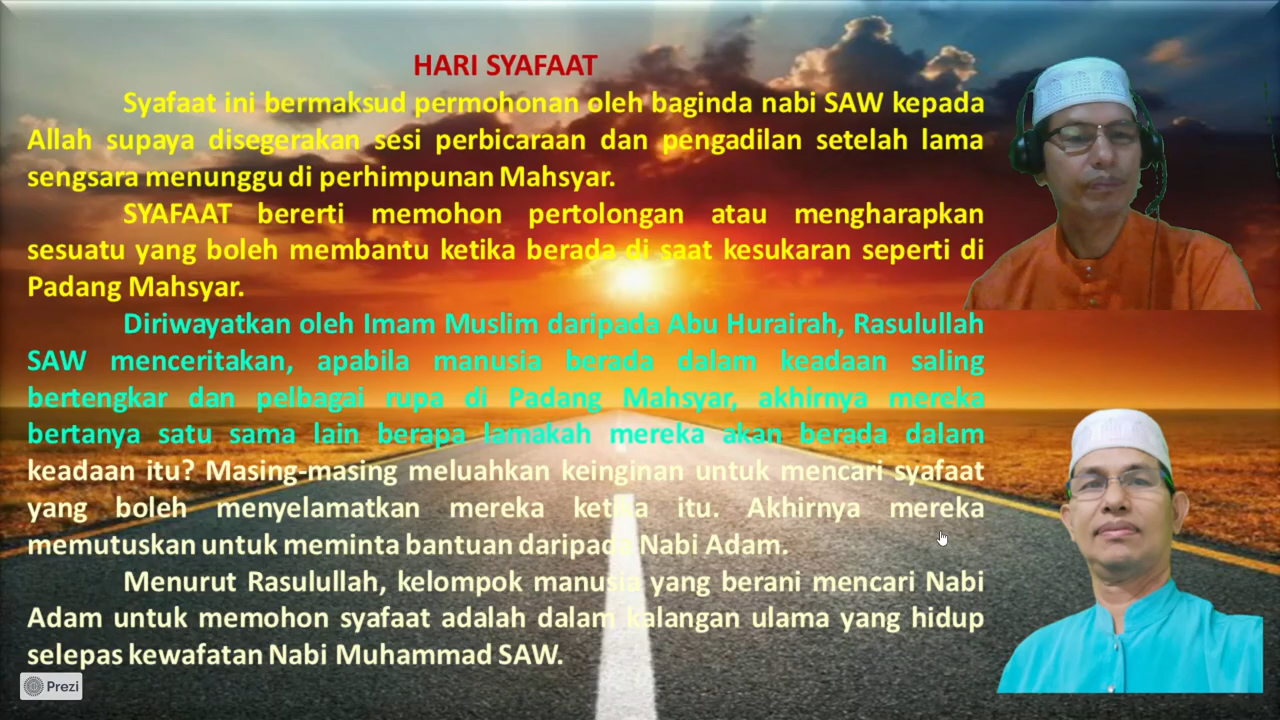 HARI SYAFAAT
Syafaat ini bermaksud permohonan oleh baginda nabi SAW kepada
Allah supaya disegerakan sesi perbicaraan dan pengadilan setelah lama
sengsara menunggu di perhimpunan Mahsyar.
SYAFAAT bererti memohon pertolongan atau mengharapkan
sesuatu yang boleh membantu ketika berada di saat kesukaran seperti di
Padang Mahsyar.
Diriwayatkan oleh Imam Muslim daripada Abu Hurairah, Rasulullah
SAW menceritakan, apabila manusia berada dalam keadaan saling
bertengkar dan pelbagai rupa di Padang Mahsyar, akhirnya mereka
bertanya satu sama lain berapa lamakah mereka akan berada dalam
keadaan itu? Masing-masing meluahkan keinginan untuk mencari syafaat
yang boleh menyelamatkan mereka ketika itu. Akhirnya mereka
memutuskan untuk meminta bantuan daripada Nabi Adam.
Menurut Rasulullah, kelompok manusia yang berani mencari Nabi
Adam untuk memohon syafaat adalah dalam kalangan ulama yang hidup
selepas kewafatan Nabi Muhammad SAW.
Prezi